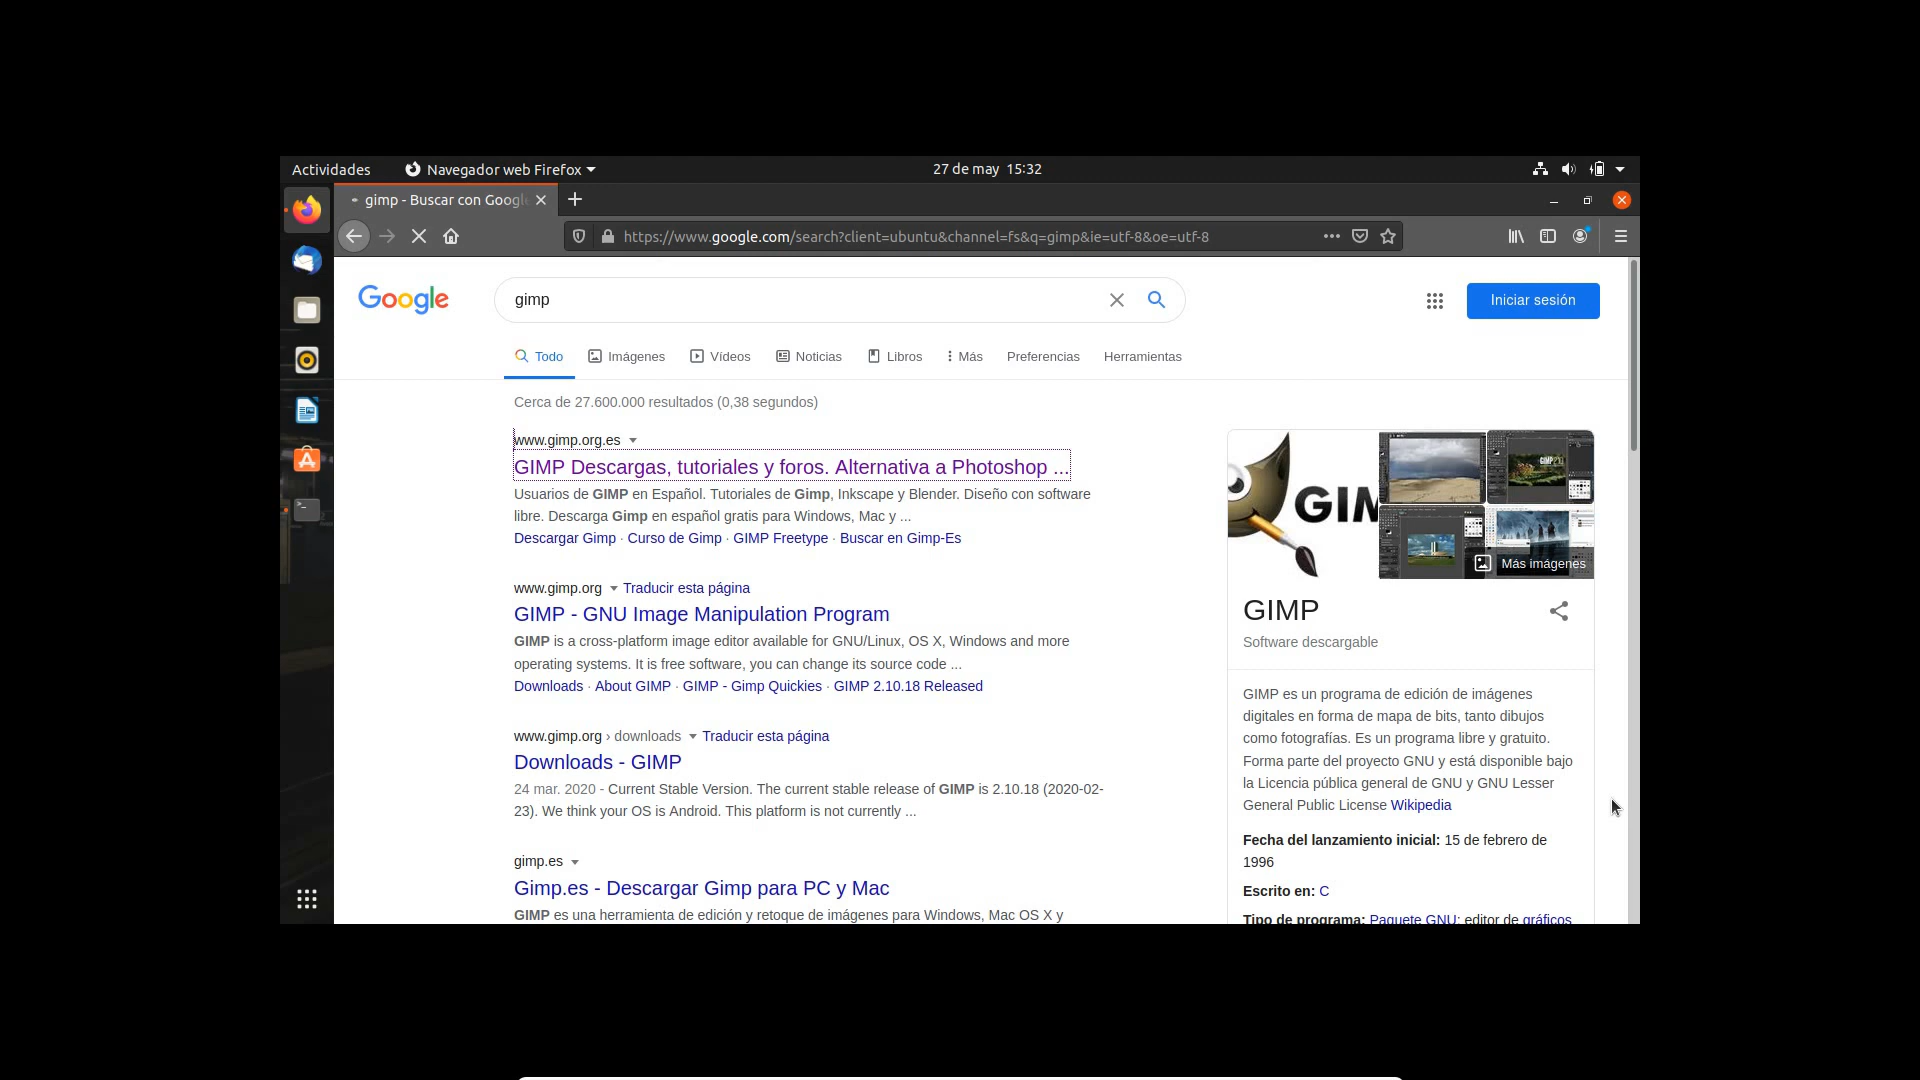 Actividades Navegador web Firefox 27 de may 15:32
gimp - Buscar con Google
https://www.google.com/search?client=ubuntu&channel=fs&q=gimp&ie=utf-8&oe=utf-8
Google gimp Iniciar sesión
Todo Imágenes Vídeos Noticias Libros Más Preferencias Herramientas
Cerca de 27.600.000 resultados (0,38 segundos)
www.gimp.org.es
GIMP Descargas, tutoriales y foros. Alternativa a Photoshop ...
Usuarios de GIMP en Español. Tutoriales de Gimp, Inkscape y Blender. Diseño con software
libre. Descarga Gimp en español gratis para Windows, Mac y ...
Descargar Gimp · Curso de Gimp · GIMP Freetype · Buscar en Gimp-Es
www.gimp.org Traducir esta página
GIMP - GNU Image Manipulation Program
GIMP is a cross-platform image editor available for GNU/Linux, OS X, Windows and more
operating systems. It is free software, you can change its source code ...
Downloads · About GIMP · GIMP - Gimp Quickies · GIMP 2.10.18 Released
www.gimp.org › downloads Traducir esta página
Downloads - GIMP
24 mar. 2020 - Current Stable Version. The current stable release of GIMP is 2.10.18 (2020-02-
23). We think your OS is Android. This platform is not currently ...
gimp.es
Gimp.es - Descargar Gimp para PC y Mac
GIMP es una herramienta de edición y retoque de imágenes para Windows, Mac OS X y
GIM
Más imágenes
GIMP
Software descargable
GIMP es un programa de edición de imágenes
digitales en forma de mapa de bits, tanto dibujos
como fotografías. Es un programa libre y gratuito.
Forma parte del proyecto GNU y está disponible bajo
la Licencia pública general de GNU y GNU Lesser
General Public License Wikipedia
Fecha del lanzamiento inicial: 15 de febrero de
1996
Escrito en: C
Tipo de programa: Paquete GNU; editor de gráficos